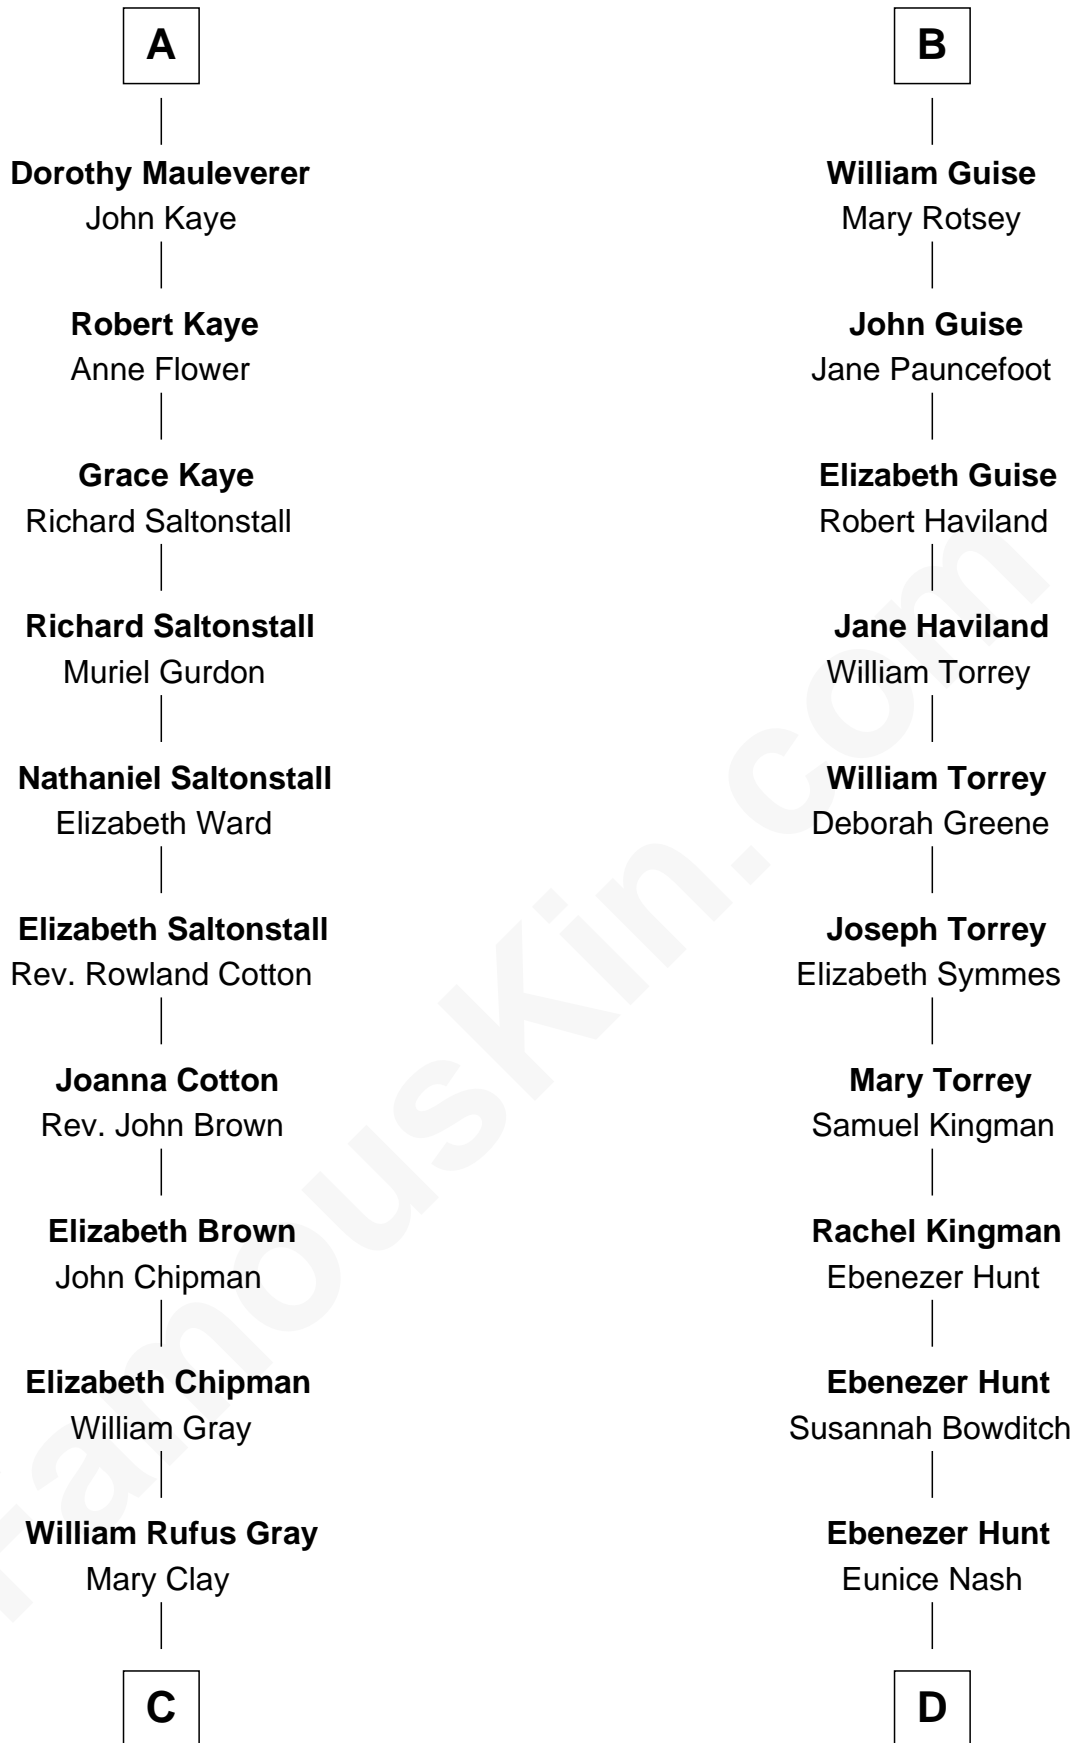 A
Dorothy Mauleverer
John Kaye
Robert Kaye
Anne Flower
Grace Kaye
Richard Saltonstall
Richard Saltonstall
Muriel Gurdon
Nathaniel Saltonstall
Elizabeth Ward
Elizabeth Saltonstall
Rev. Rowland Cotton
Joanna Cotton
Rev. John Brown
Elizabeth Brown
John Chipman
Elizabeth Chipman
William Gray
William Rufus Gray
Mary Clay
C
B
William Guise
Mary Rotsey
John Guise
Jane Pauncefoot
Elizabeth Guise
Robert Haviland
Jane Haviland
William Torrey
William Torrey
Deborah Greene
Joseph Torrey
Elizabeth Symmes
Mary Torrey
Samuel Kingman
Rachel Kingman
Ebenezer Hunt
Ebenezer Hunt
Susannah Bowditch
Ebenezer Hunt
Eunice Nash
D
FamousKin.com